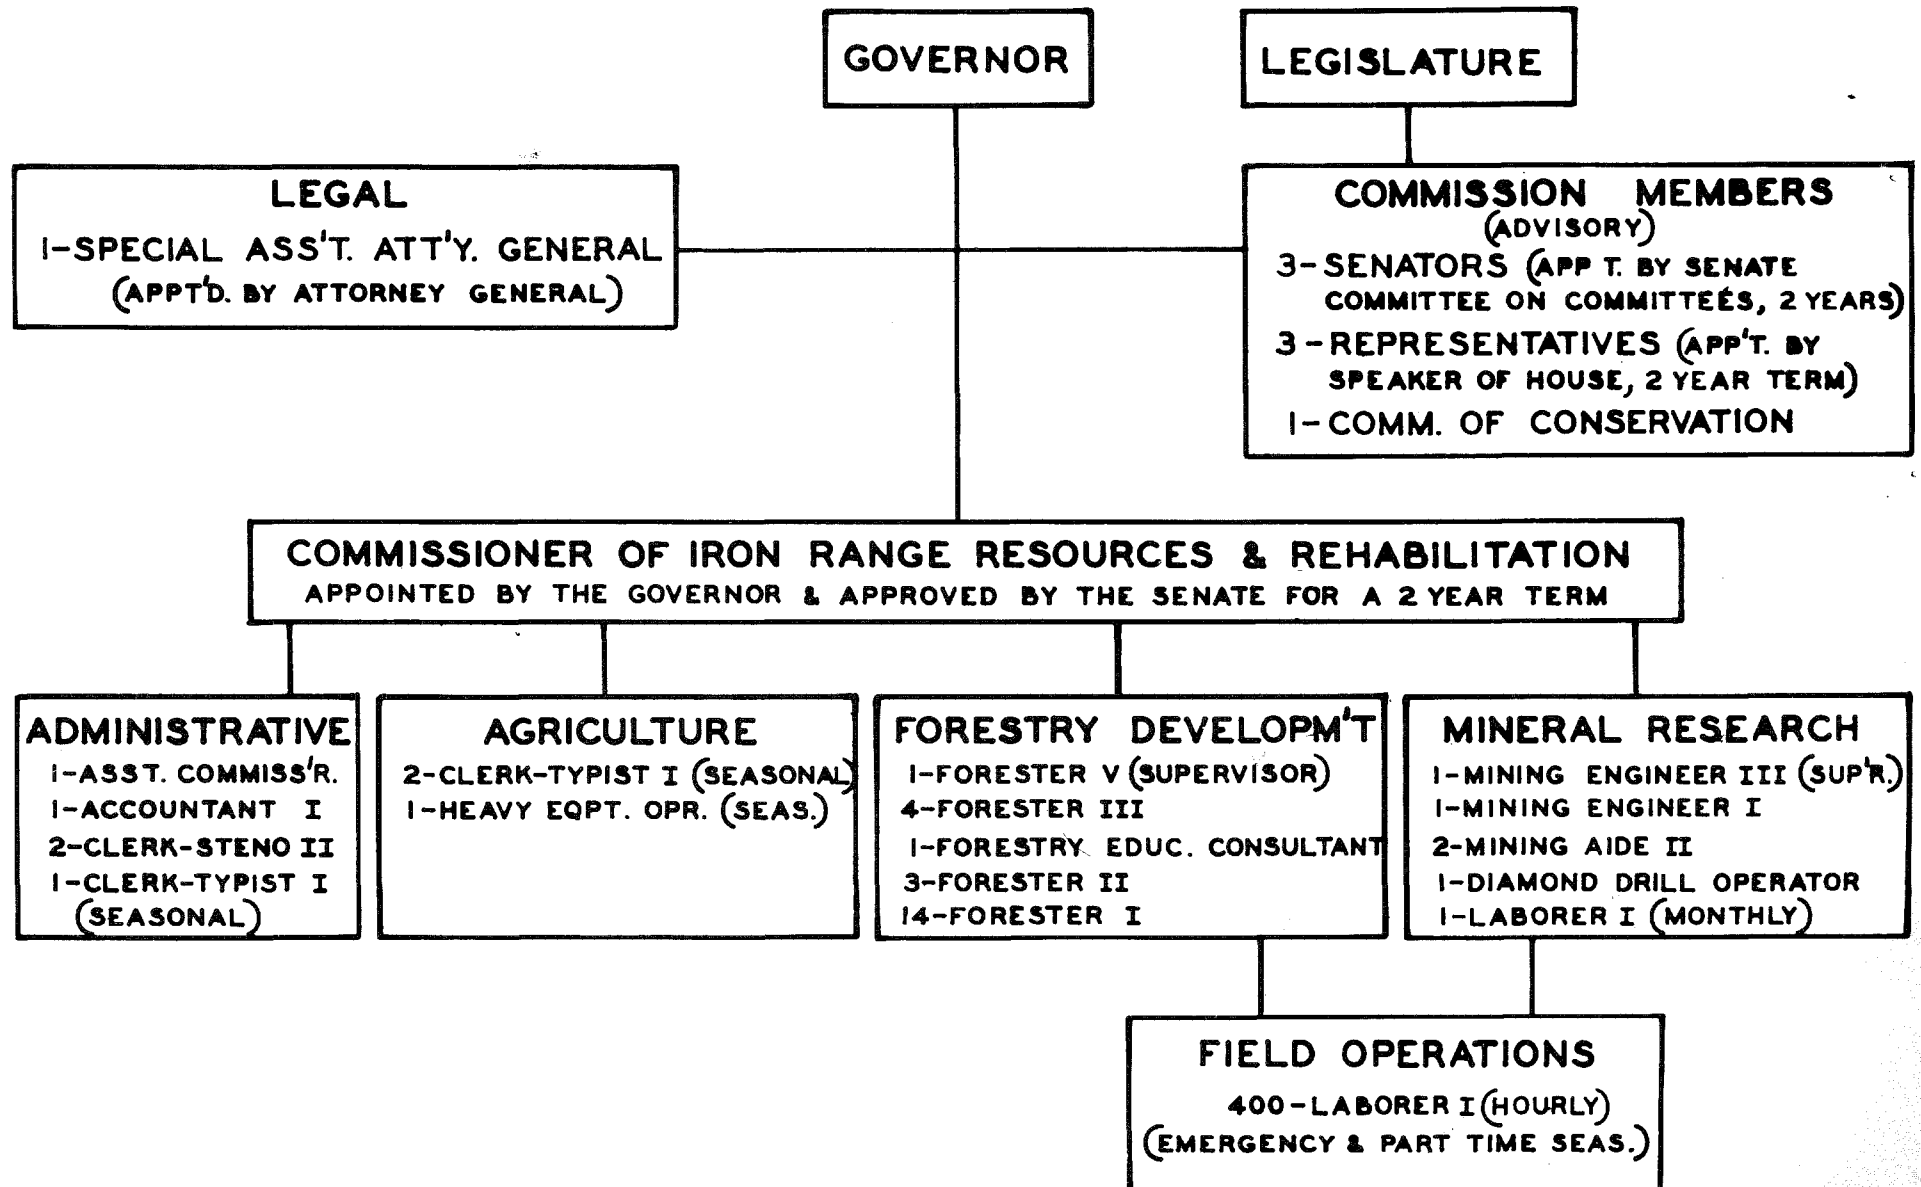 GOVERNOR
LEGISLATURE
LEGAL
1-SPECIAL ASS'T. ATT'Y. GENERAL
(APPT'D. BY ATTORNEY GENERAL)
COMMISSION MEMBERS
(ADVISORY)
3-SENATORS (APP T. BY SENATE
COMMITTEE ON COMMITTEES, 2 YEARS)
3-REPRESENTATIVES (APP'T. BY
SPEAKER OF HOUSE, 2 YEAR TERM)
1-COMM. OF CONSERVATION
COMMISSIONER OF IRON RANGE RESOURCES & REHABILITATION
APPOINTED BY THE GOVERNOR & APPROVED BY THE SENATE FOR A 2 YEAR TERM
ADMINISTRATIVE
1-ASST. COMMISS'R.
1-ACCOUNTANT I
2-CLERK-STENO II
1-CLERK-TYPIST I
(SEASONAL)
AGRICULTURE
2-CLERK-TYPIST I (SEASONAL)
1-HEAVY EQPT. OPR. (SEAS.)
FORESTRY DEVELOPM'T
1-FORESTER V (SUPERVISOR)
4-FORESTER III
1-FORESTRY EDUC. CONSULTANT
3-FORESTER II
14-FORESTER I
MINERAL RESEARCH
1-MINING ENGINEER III (SUP'R.)
1-MINING ENGINEER I
2-MINING AIDE II
1-DIAMOND DRILL OPERATOR
1-LABORER I (MONTHLY)
FIELD OPERATIONS
400-LABORER I (HOURLY)
(EMERGENCY & PART TIME SEAS.)